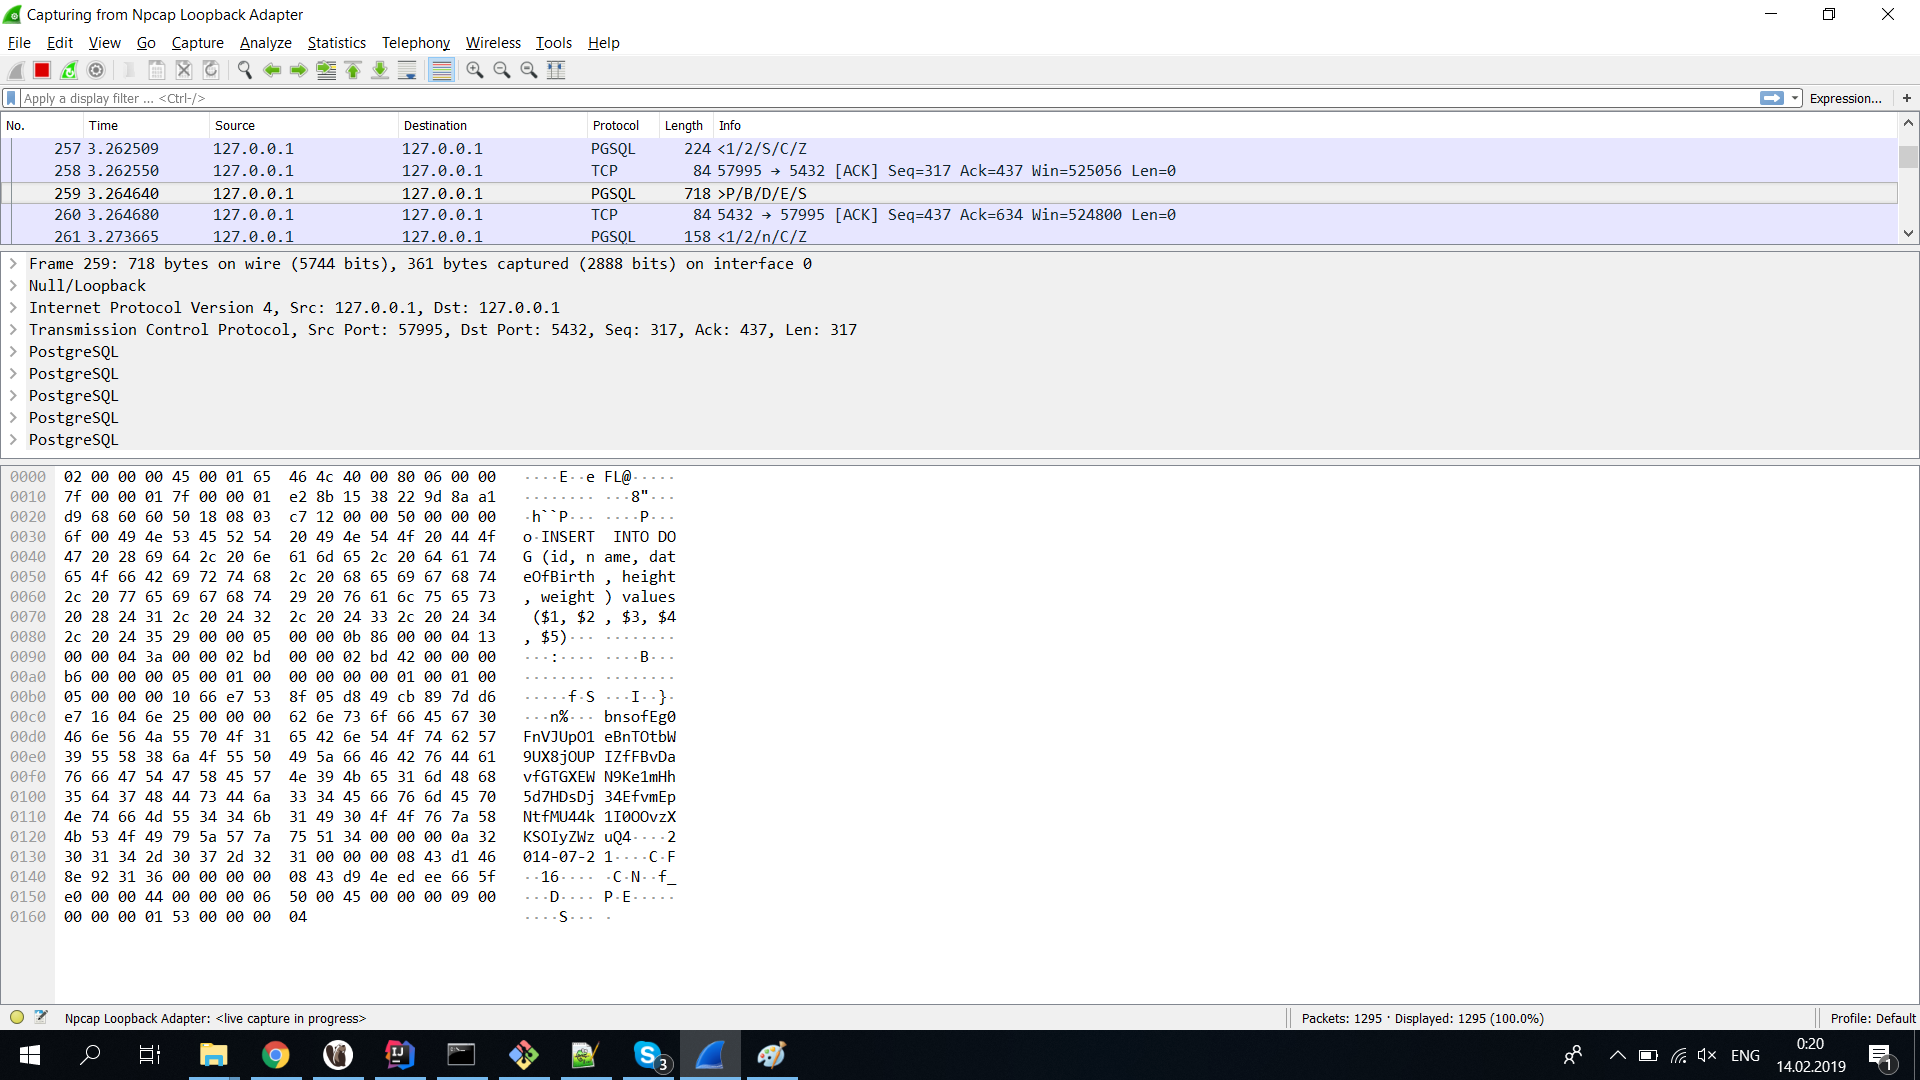 Capturing from Npcap Loopback Adapter
File Edit View Go Capture Analyze Statistics Telephony Wireless Tools Help
Apply a display filter ... <Ctrl-/> Expression... +
No. Time Source Destination Protocol Length Info
257 3.262509 127.0.0.1 127.0.0.1 PGSQL 224 <1/2/S/C/Z
258 3.262550 127.0.0.1 127.0.0.1 TCP 84 57995 → 5432 [ACK] Seq=317 Ack=437 Win=525056 Len=0
259 3.264640 127.0.0.1 127.0.0.1 PGSQL 718 >P/B/D/E/S
260 3.264680 127.0.0.1 127.0.0.1 TCP 84 5432 → 57995 [ACK] Seq=437 Ack=634 Win=524800 Len=0
261 3.273665 127.0.0.1 127.0.0.1 PGSQL 158 <1/2/n/C/Z
Frame 259: 718 bytes on wire (5744 bits), 361 bytes captured (2888 bits) on interface 0
Null/Loopback
Internet Protocol Version 4, Src: 127.0.0.1, Dst: 127.0.0.1
Transmission Control Protocol, Src Port: 57995, Dst Port: 5432, Seq: 317, Ack: 437, Len: 317
PostgreSQL
PostgreSQL
PostgreSQL
PostgreSQL
PostgreSQL
0000 02 00 00 00 45 00 01 65 46 4c 40 00 80 06 00 00 ····E··e FL@·····
0010 7f 00 00 01 7f 00 00 01 e2 8b 15 38 22 9d 8a a1 ········ ···8"···
0020 d9 68 60 60 50 18 08 03 c7 12 00 00 50 00 00 00 ·h``P··· ····P···
0030 6f 00 49 4e 53 45 52 54 20 49 4e 54 4f 20 44 4f o·INSERT  INTO DO
0040 47 20 28 69 64 2c 20 6e 61 6d 65 2c 20 64 61 74 G (id, n ame, dat
0050 65 4f 66 42 69 72 74 68 2c 20 68 65 69 67 68 74 eOfBirth , height
0060 2c 20 77 65 69 67 68 74 29 20 76 61 6c 75 65 73 , weight ) values
0070 20 28 24 31 2c 20 24 32 2c 20 24 33 2c 20 24 34  ($1, $2 , $3, $4
0080 2c 20 24 35 29 00 00 05 00 00 0b 86 00 00 04 13 , $5)··· ········
0090 00 00 04 3a 00 00 02 bd 00 00 02 bd 42 00 00 00 ···:···· ····B···
00a0 b6 00 00 00 05 00 01 00 00 00 00 00 01 00 01 00 ········ ········
00b0 05 00 00 00 10 66 e7 53 8f 05 d8 49 cb 89 7d d6 ·····f·S ···I··}·
00c0 e7 16 04 6e 25 00 00 00 62 6e 73 6f 66 45 67 30 ···n%··· bnsofEg0
00d0 46 6e 56 4a 55 70 4f 31 65 42 6e 54 4f 74 62 57 FnVJUpO1 eBnTOtbW
00e0 39 55 58 38 6a 4f 55 50 49 5a 66 46 42 76 44 61 9UX8jOUP IZfFBvDa
00f0 76 66 47 54 47 58 45 57 4e 39 4b 65 31 6d 48 68 vfGTGXEW N9Ke1mHh
0100 35 64 37 48 44 73 44 6a 33 34 45 66 76 6d 45 70 5d7HDsDj 34EfvmEp
0110 4e 74 66 4d 55 34 34 6b 31 49 30 4f 4f 76 7a 58 NtfMU44k 1I0OOvzX
0120 4b 53 4f 49 79 5a 57 7a 75 51 34 00 00 00 0a 32 KSOIyZWz uQ4····2
0130 30 31 34 2d 30 37 2d 32 31 00 00 00 08 43 d1 46 014-07-2 1····C·F
0140 8e 92 31 36 00 00 00 00 08 43 d9 4e ed ee 66 5f ··16···· ·C·N··f_
0150 e0 00 00 44 00 00 00 06 50 00 45 00 00 00 09 00 ···D···· P·E·····
0160 00 00 00 01 53 00 00 00 04 ····S··· ·
Npcap Loopback Adapter: <live capture in progress> Packets: 1295 · Displayed: 1295 (100.0%) Profile: Default
3 ENG 0:20
14.02.2019 1